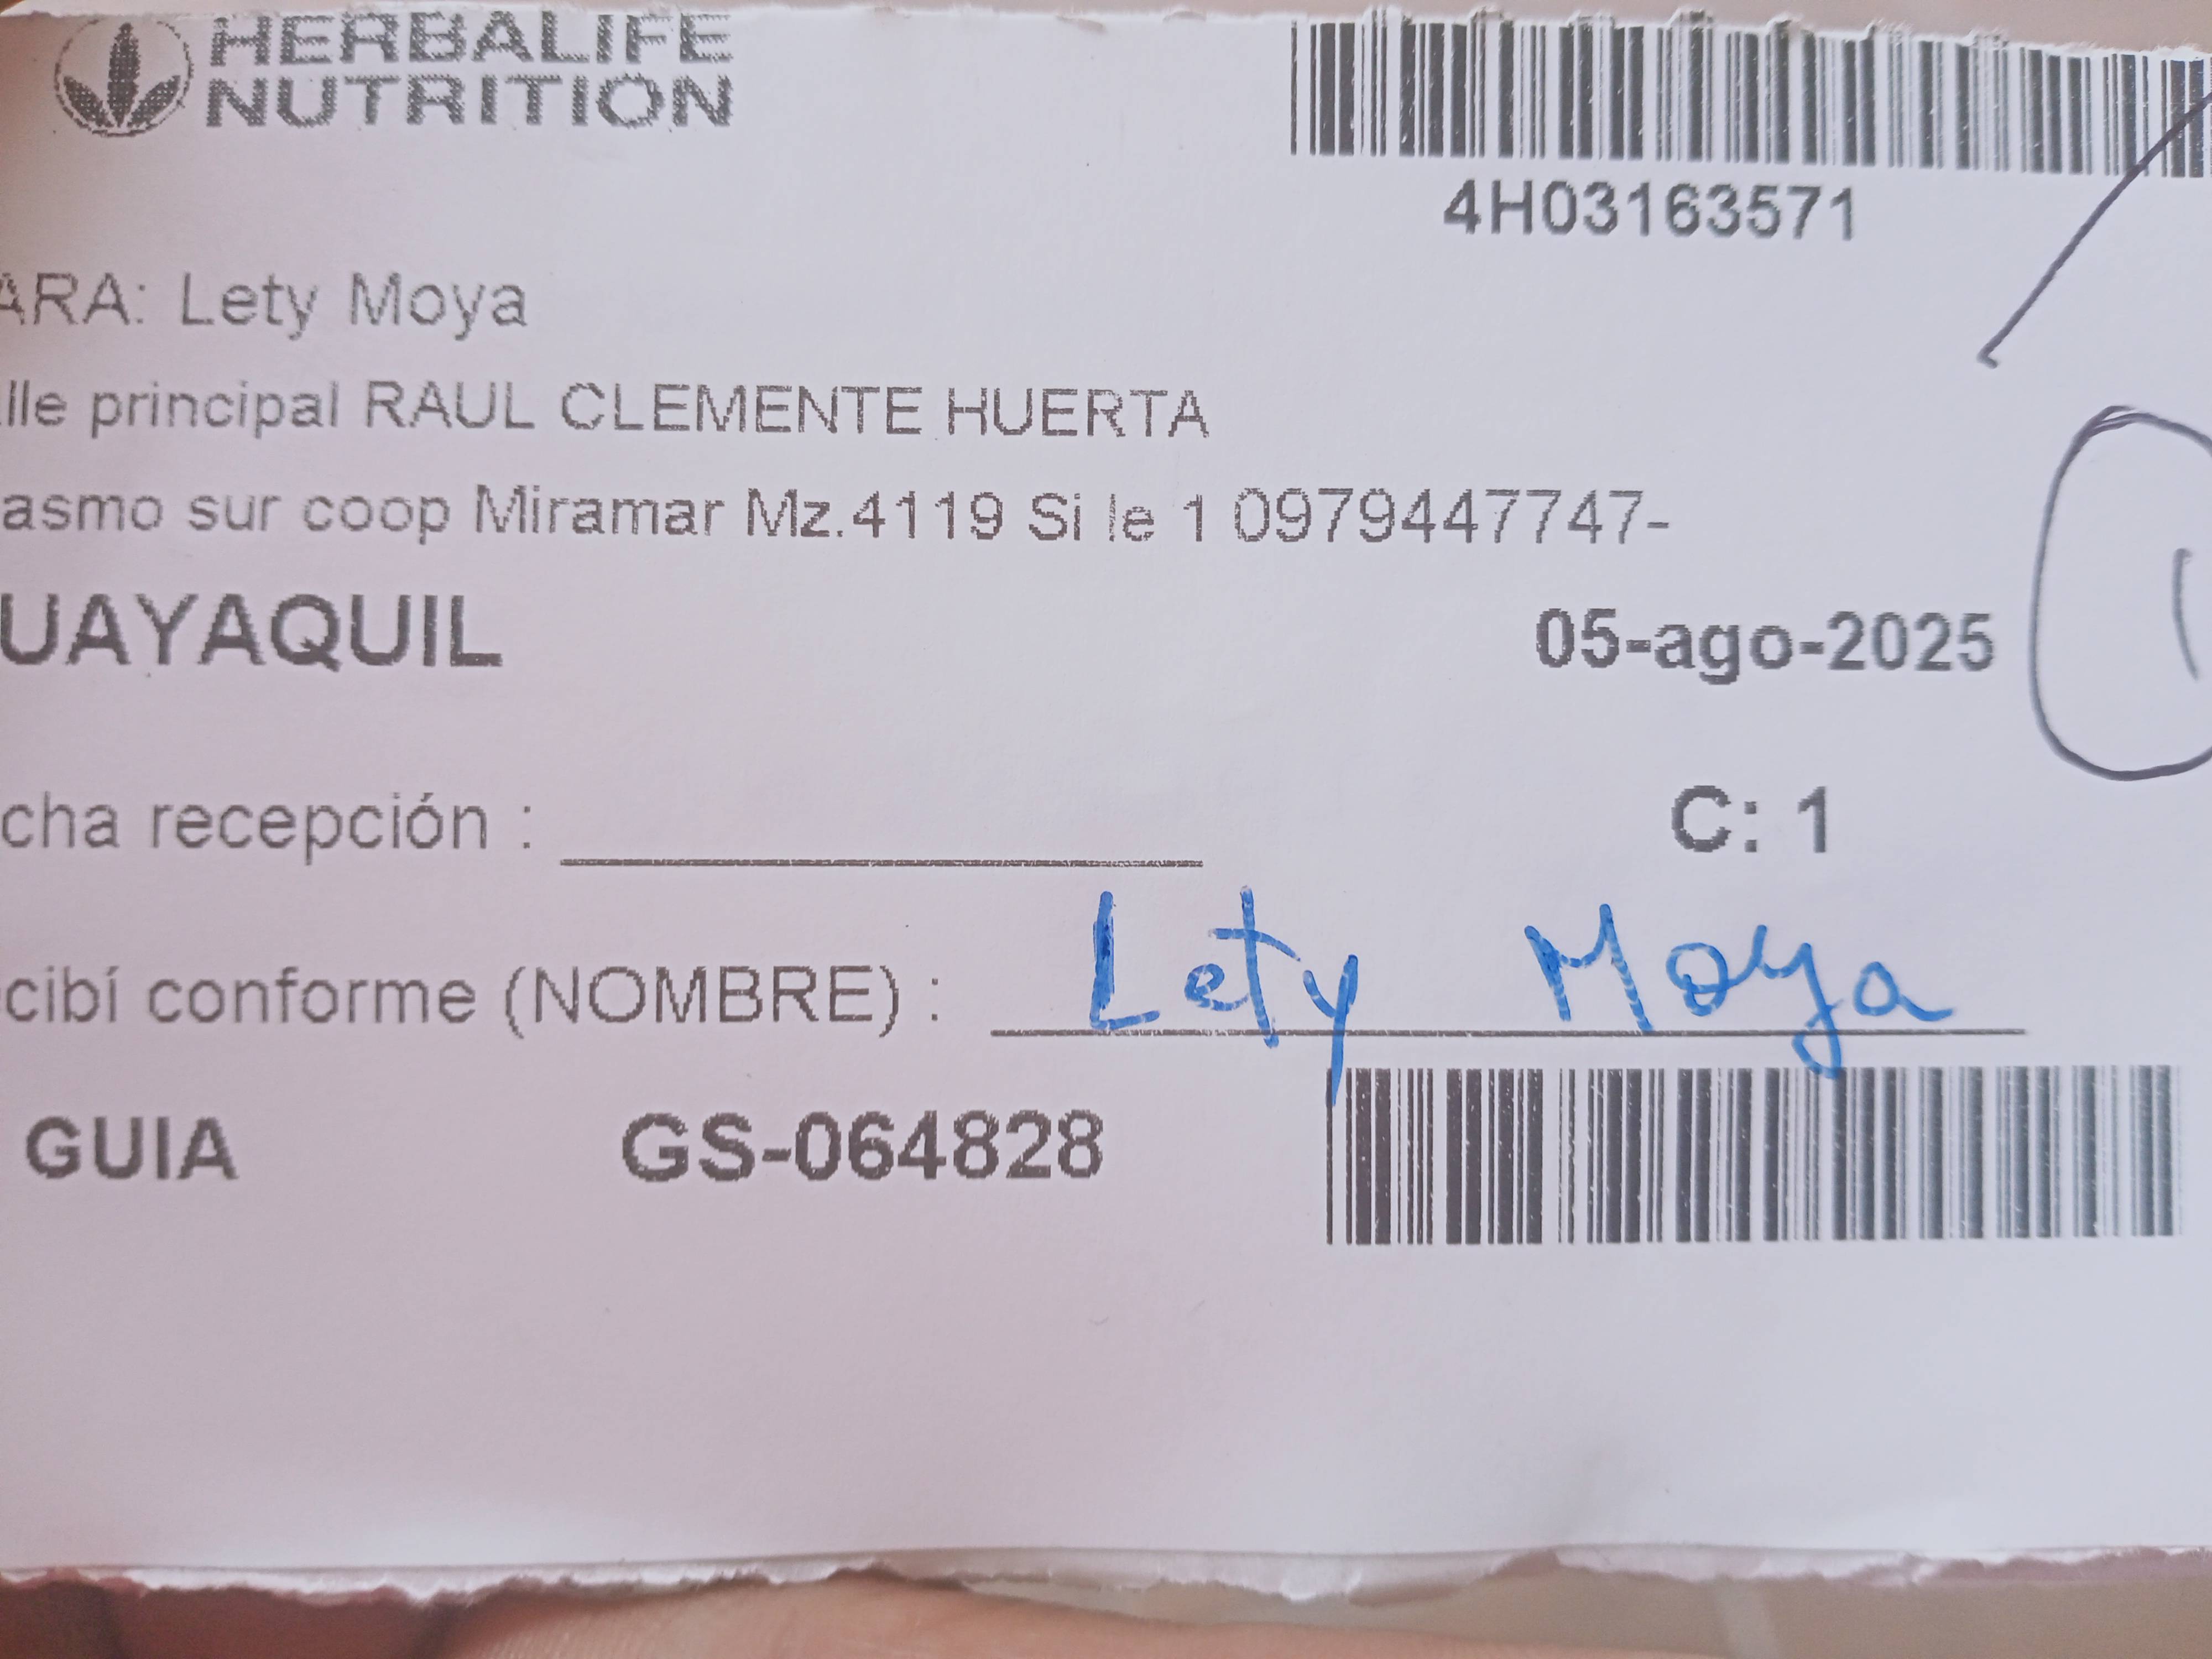 HERBALIFE
NUTRITION
4H03163571
ARA: Lety Moya
lle principal RAUL CLEMENTE HUERTA
asmo sur coop Miramar Mz.4119 Si le 1 0979447747-
UAYAQUIL
05-ago-2025
1
cha recepción :
C: 1
cibí conforme (NOMBRE) : Lety Moya
GUIA GS-064828